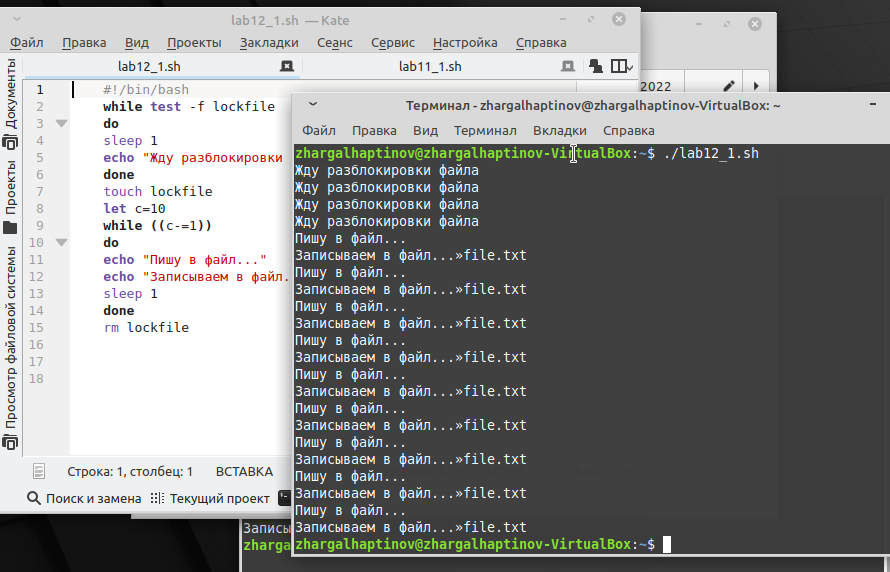 lab12_1.sh — Kate
Файл Правка Вид Проекты Закладки Сеанс Сервис Настройка Справка
lab12_1.sh lab11_1.sh
2022
Документы
Проекты
Просмотр файловой системы
1 #!/bin/bash
2 while test -f lockfile
3 do
4 sleep 1
5 echo "Жду разблокировки
6 done
7 touch lockfile
8 let c=10
9 while ((c-=1))
10 do
11 echo "Пишу в файл..."
12 echo "Записываем в файл.
13 sleep 1
14 done
15 rm lockfile
16
17
18
Строка: 1, столбец: 1 ВСТАВКА
Поиск и замена Текущий проект
Терминал - zhargalhaptinov@zhargalhaptinov-VirtualBox: ~
Файл Правка Вид Терминал Вкладки Справка
zhargalhaptinov@zhargalhaptinov-VirtualBox:~$ ./lab12_1.sh
Жду разблокировки файла
Жду разблокировки файла
Жду разблокировки файла
Жду разблокировки файла
Пишу в файл...
Записываем в файл...»file.txt
Пишу в файл...
Записываем в файл...»file.txt
Пишу в файл...
Записываем в файл...»file.txt
Пишу в файл...
Записываем в файл...»file.txt
Пишу в файл...
Записываем в файл...»file.txt
Пишу в файл...
Записываем в файл...»file.txt
Пишу в файл...
Записываем в файл...»file.txt
Пишу в файл...
Записываем в файл...»file.txt
Пишу в файл...
Записываем в файл...»file.txt
zhargalhaptinov@zhargalhaptinov-VirtualBox:~$
Записы
zharga